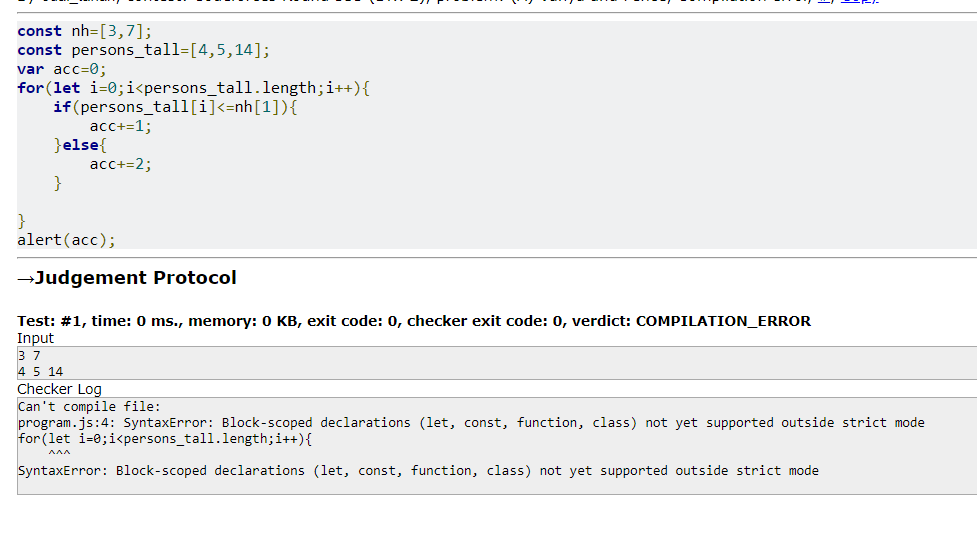 const nh=[3,7];
const persons_tall=[4,5,14];
var acc=0;
for(let i=0;i<persons_tall.length;i++){
    if(persons_tall[i]<=nh[1]){
        acc+=1;
    }else{
        acc+=2;
    }
}
alert(acc);
→Judgement Protocol
Test: #1, time: 0 ms., memory: 0 KB, exit code: 0, checker exit code: 0, verdict: COMPILATION_ERROR
Input
3 7
4 5 14
Checker Log
Can't compile file:
program.js:4: SyntaxError: Block-scoped declarations (let, const, function, class) not yet supported outside strict mode
for(let i=0;i<persons_tall.length;i++){
    ^^^
SyntaxError: Block-scoped declarations (let, const, function, class) not yet supported outside strict mode